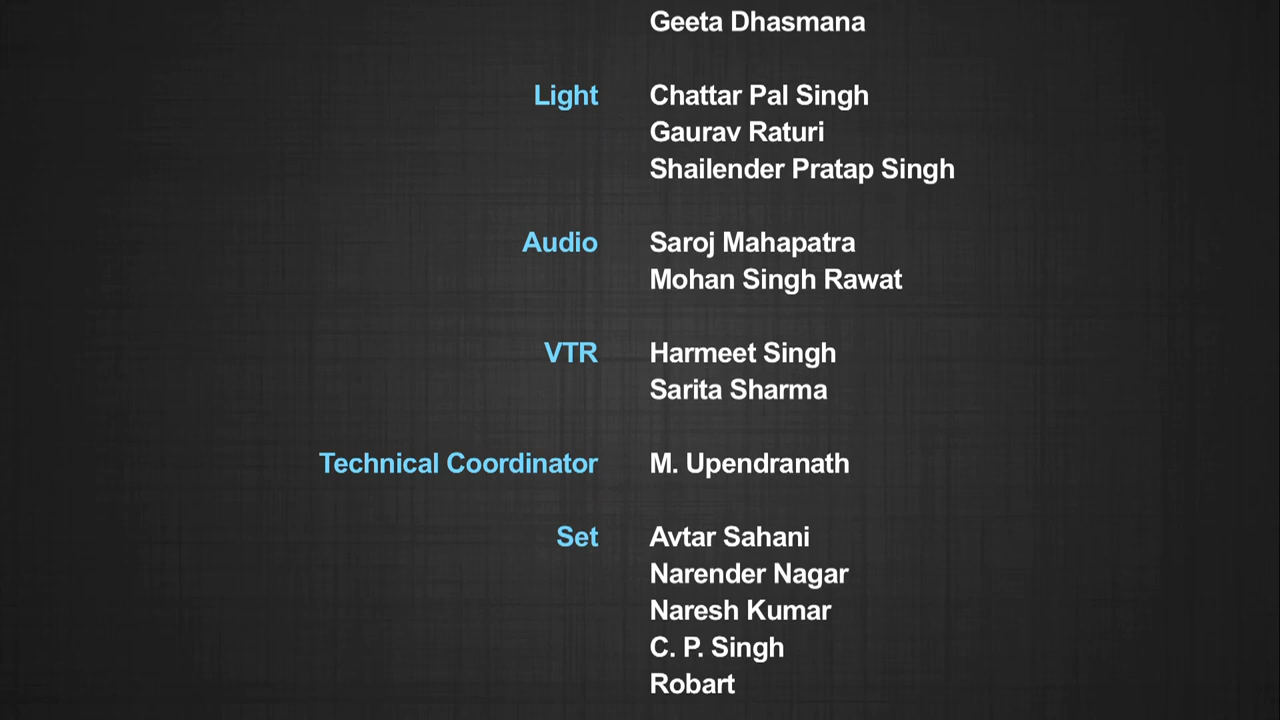 Geeta Dhasmana
Light Chattar Pal Singh
Gaurav Raturi
Shailender Pratap Singh
Audio Saroj Mahapatra
Mohan Singh Rawat
VTR Harmeet Singh
Sarita Sharma
Technical Coordinator M. Upendranath
Set Avtar Sahani
Narender Nagar
Naresh Kumar
C. P. Singh
Robart